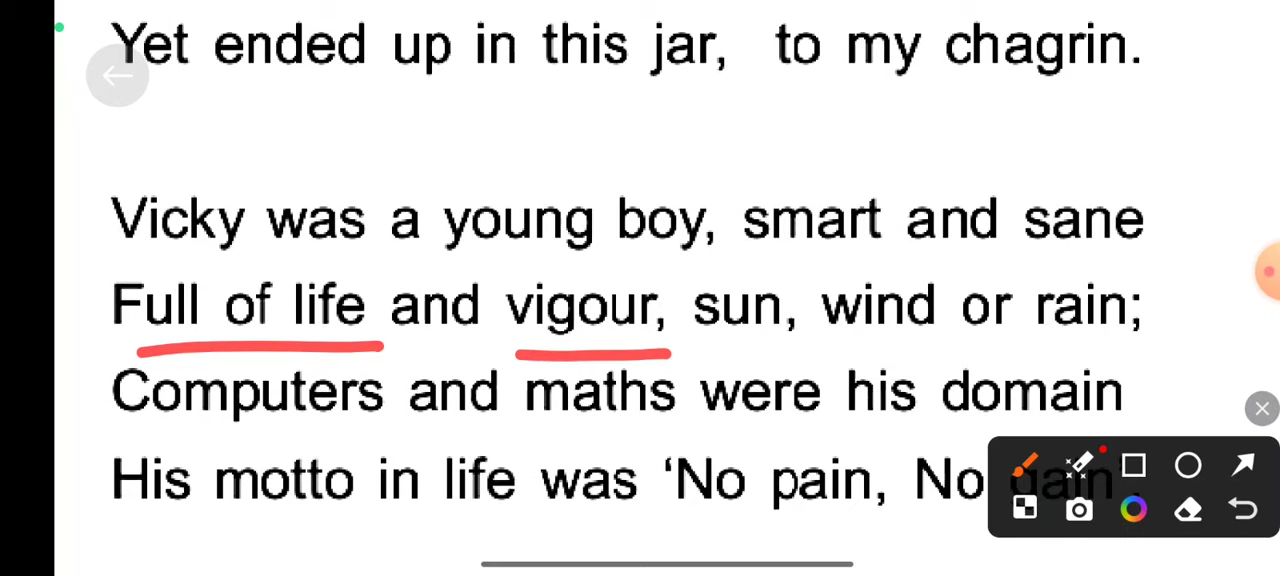 Yet ended up in this jar, to my chagrin.
Vicky was a young boy, smart and sane
Full of life and vigour, sun, wind or rain;
Computers and maths were his domain
His motto in life was ‘No pain, No gain’.